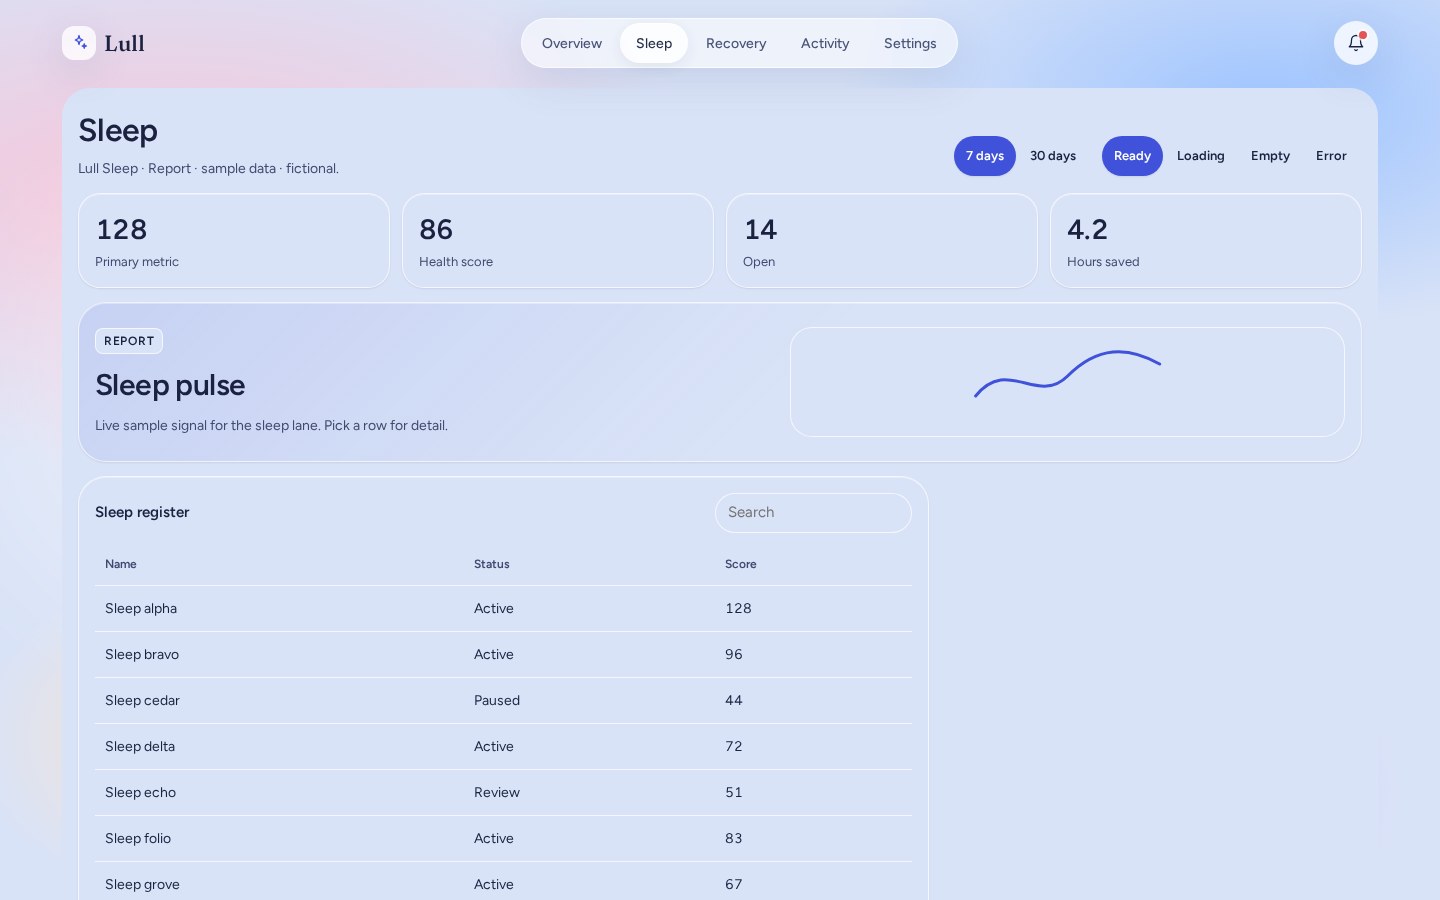 Lull
Overview Sleep Recovery Activity Settings
Sleep
Lull Sleep · Report · sample data · fictional.
7 days 30 days Ready Loading Empty Error
128
Primary metric
86
Health score
14
Open
4.2
Hours saved
REPORT
Sleep pulse
Live sample signal for the sleep lane. Pick a row for detail.
Sleep register
Search
Name Status Score
Sleep alpha Active 128
Sleep bravo Active 96
Sleep cedar Paused 44
Sleep delta Active 72
Sleep echo Review 51
Sleep folio Active 83
Sleep grove Active 67